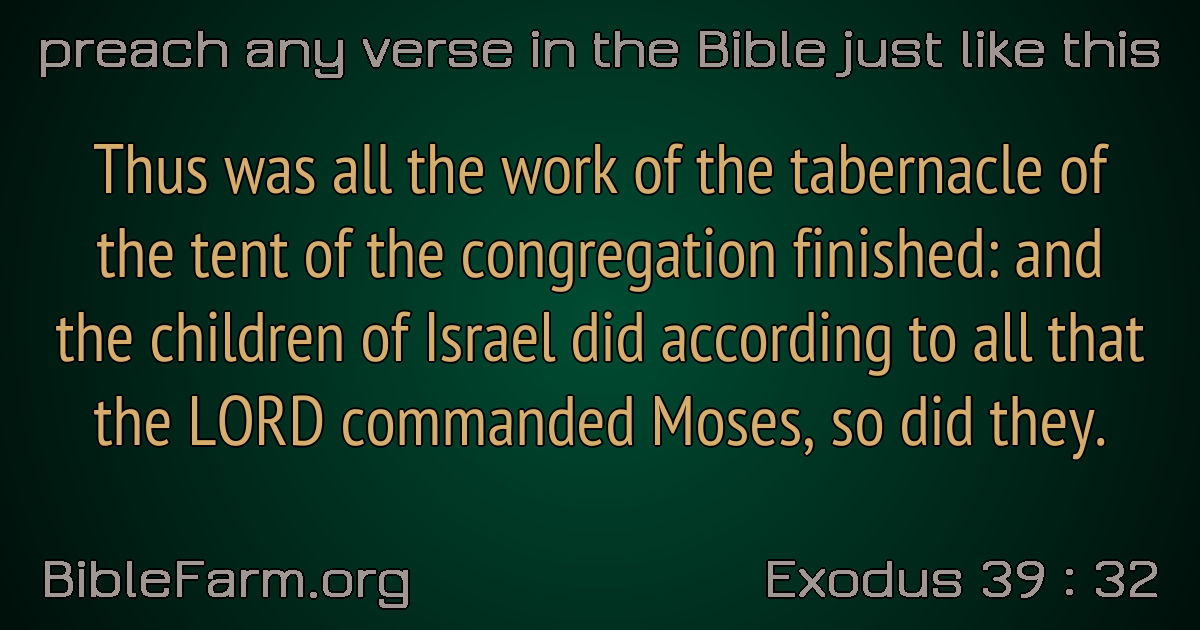 preach any verse in the Bible just like this
Thus was all the work of the tabernacle of
the tent of the congregation finished: and
the children of Israel did according to all that
the LORD commanded Moses, so did they.
BibleFarm.org
Exodus 39 : 32